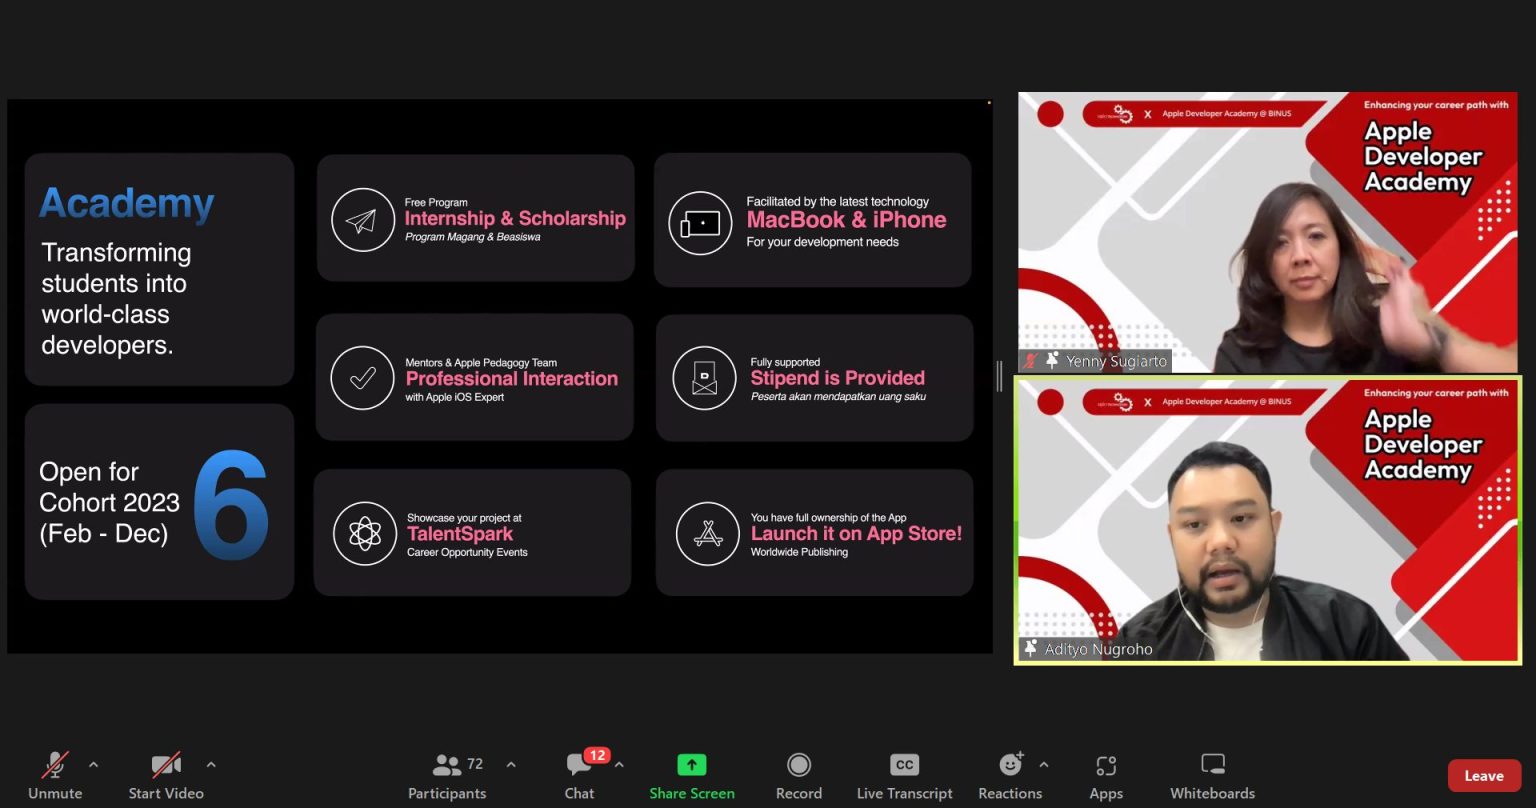 Academy
Transforming
students into
world-class
developers.
Open for
Cohort 2023
(Feb - Dec)
6
Free Program
Internship & Scholarship
Program Magang & Beasiswa
Facilitated by the latest technology
MacBook & iPhone
For your development needs
Mentors & Apple Pedagogy Team
Professional Interaction
with Apple iOS Expert
Fully supported
Stipend is Provided
Peserta akan mendapatkan uang saku
Showcase your project at
TalentSpark
Career Opportunity Events
You have full ownership of the App
Launch it on App Store!
Worldwide Publishing
X Apple Developer Academy @ BINUS
Enhancing your career path with
Apple
Developer
Academy
Yenny Sugiarto
X Apple Developer Academy @ BINUS
Enhancing your career path with
Apple
Developer
Academy
Adityo Nugroho
Unmute
Start Video
72
Participants
12
Chat
Share Screen
Record
CC
Live Transcript
Reactions
Apps
Whiteboards
Leave